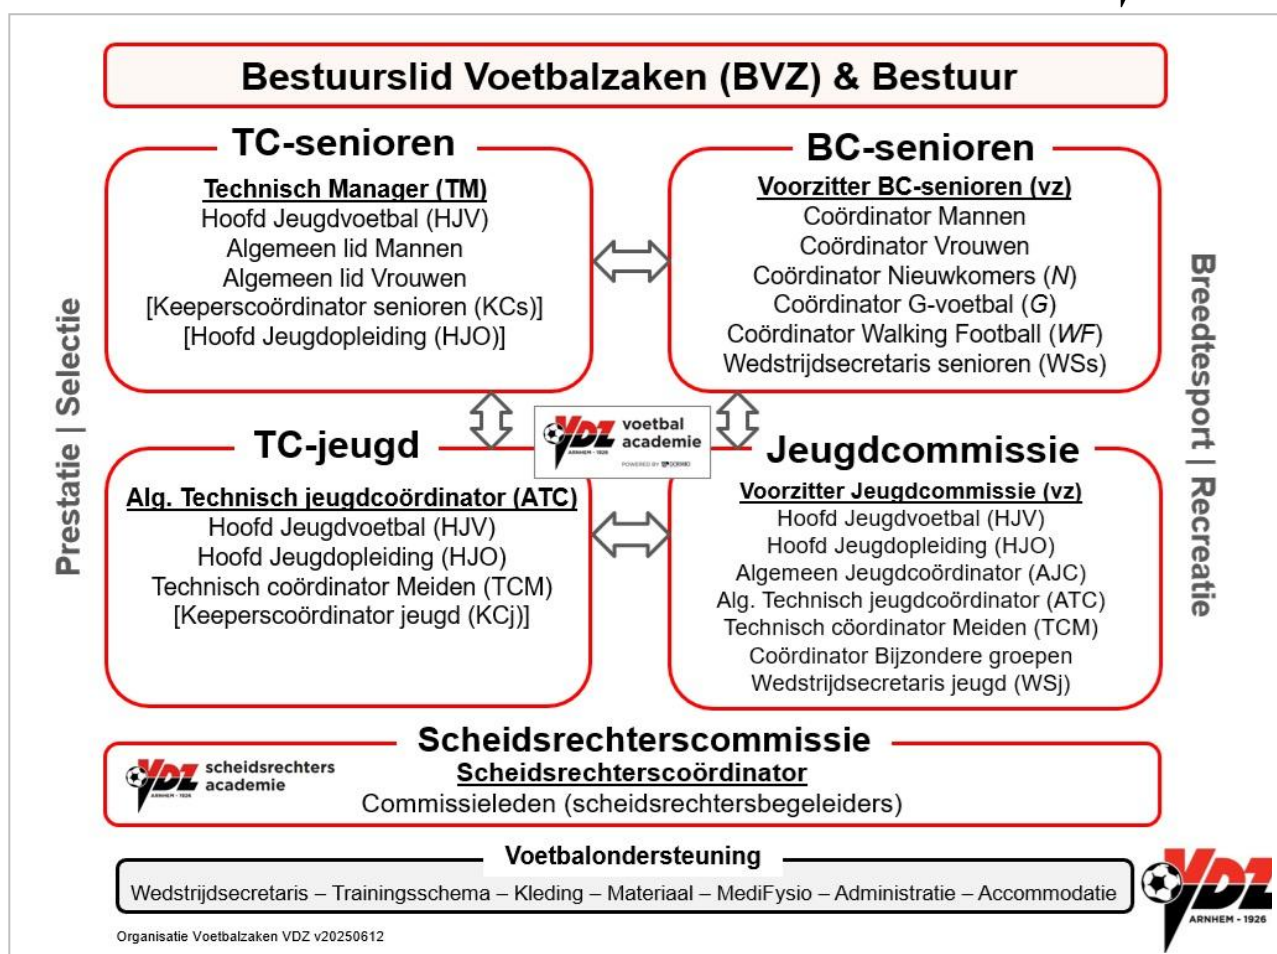 Bestuurslid Voetbalzaken (BVZ) & Bestuur
TC-senioren
Technisch Manager (TM)
Hoofd Jeugdvoetbal (HJV)
Algemeen lid Mannen
Algemeen lid Vrouwen
[Keeperscoördinator senioren (KCs)]
[Hoofd Jeugdopleiding (HJO)]
BC-senioren
Voorzitter BC-senioren (vz)
Coördinator Mannen
Coördinator Vrouwen
Coördinator Nieuwkomers (N)
Coördinator G-voetbal (G)
Coördinator Walking Football (WF)
Wedstrijdsecretaris senioren (WSs)
Prestatie | Selectie
Breedtesport | Recreatie
VDZ voetbal
academie
ARNHEM - 1926
POWERED BY
TC-jeugd
Alg. Technisch jeugdcoördinator (ATC)
Hoofd Jeugdvoetbal (HJV)
Hoofd Jeugdopleiding (HJO)
Technisch coördinator Meiden (TCM)
[Keeperscoördinator jeugd (KCj)]
Jeugdcommissie
Voorzitter Jeugdcommissie (vz)
Hoofd Jeugdvoetbal (HJV)
Hoofd Jeugdopleiding (HJO)
Algemeen Jeugdcoördinator (AJC)
Alg. Technisch jeugdcoördinator (ATC)
Technisch cöordinator Meiden (TCM)
Coördinator Bijzondere groepen
Wedstrijdsecretaris jeugd (WSj)
Scheidsrechterscommissie
VDZ scheidsrechters
academie
ARNHEM - 1926
Scheidsrechterscoördinator
Commissieleden (scheidsrechtersbegeleiders)
Voetbalondersteuning
Wedstrijdsecretaris – Trainingsschema – Kleding – Materiaal – MediFysio – Administratie – Accommodatie
VDZ
ARNHEM - 1926
Organisatie Voetbalzaken VDZ v20250612